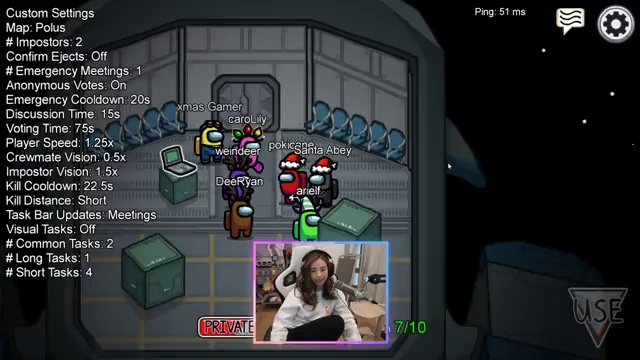 Custom Settings
Map: Polus
# Impostors: 2
Confirm Ejects: Off
# Emergency Meetings: 1
Anonymous Votes: On
Emergency Cooldown: 20s
Discussion Time: 15s
Voting Time: 75s
Player Speed: 1.25x
Crewmate Vision: 0.5x
Impostor Vision: 1.5x
Kill Cooldown: 22.5s
Kill Distance: Short
Task Bar Updates: Meetings
Visual Tasks: Off
# Common Tasks: 2
# Long Tasks: 1
# Short Tasks: 4
Ping: 51 ms
xmas Gamer
caroLily
weindeer
pokicane
Santa Abey
DeeRyan
arielf
PRIVATE
7/10
USE